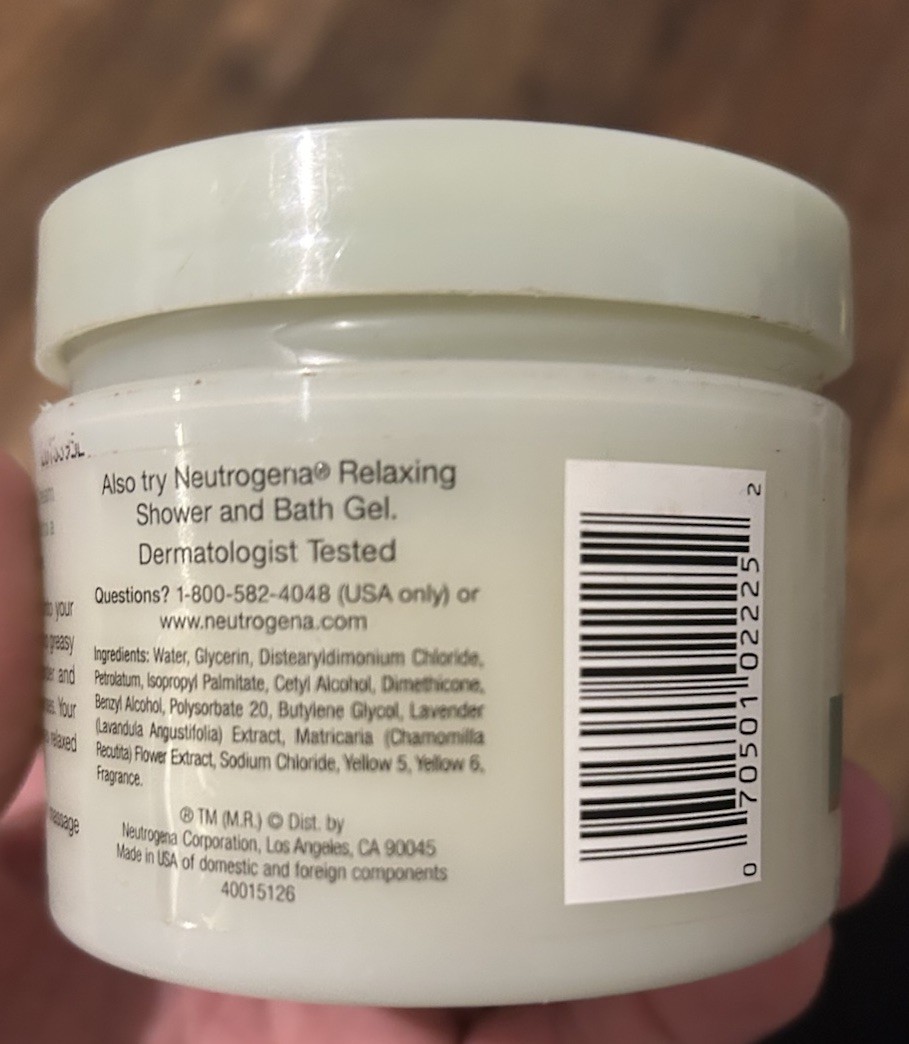 Also try Neutrogena® Relaxing
Shower and Bath Gel.
Dermatologist Tested
Questions? 1-800-582-4048 (USA only) or
www.neutrogena.com
Ingredients: Water, Glycerin, Distearyldimonium Chloride,
Petrolatum, Isopropyl Palmitate, Cetyl Alcohol, Dimethicone,
Benzyl Alcohol, Polysorbate 20, Butylene Glycol, Lavender
(Lavandula Angustifolia) Extract, Matricaria (Chamomilla
Recutita) Flower Extract, Sodium Chloride, Yellow 5, Yellow 6,
Fragrance.
® TM (M.R.) © Dist. by
Neutrogena Corporation, Los Angeles, CA 90045
Made in USA of domestic and foreign components
40015126
your
greasy
and
Your
0 70501 02225 2